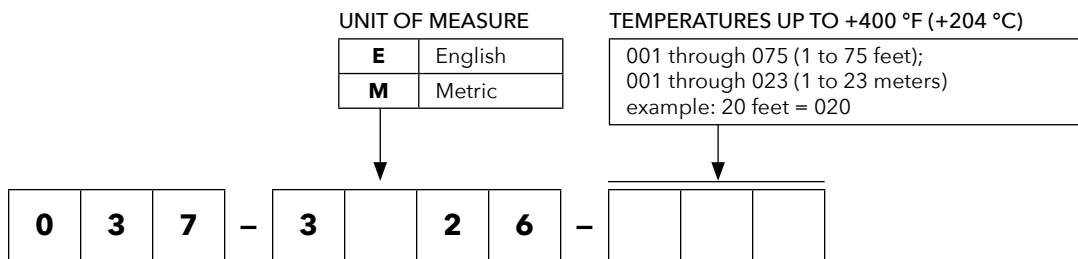 UNIT OF MEASURE
E English
M Metric
TEMPERATURES UP TO +400 °F (+204 °C)
001 through 075 (1 to 75 feet);
001 through 023 (1 to 23 meters)
example: 20 feet = 020
0 3 7 – 3 2 6 –